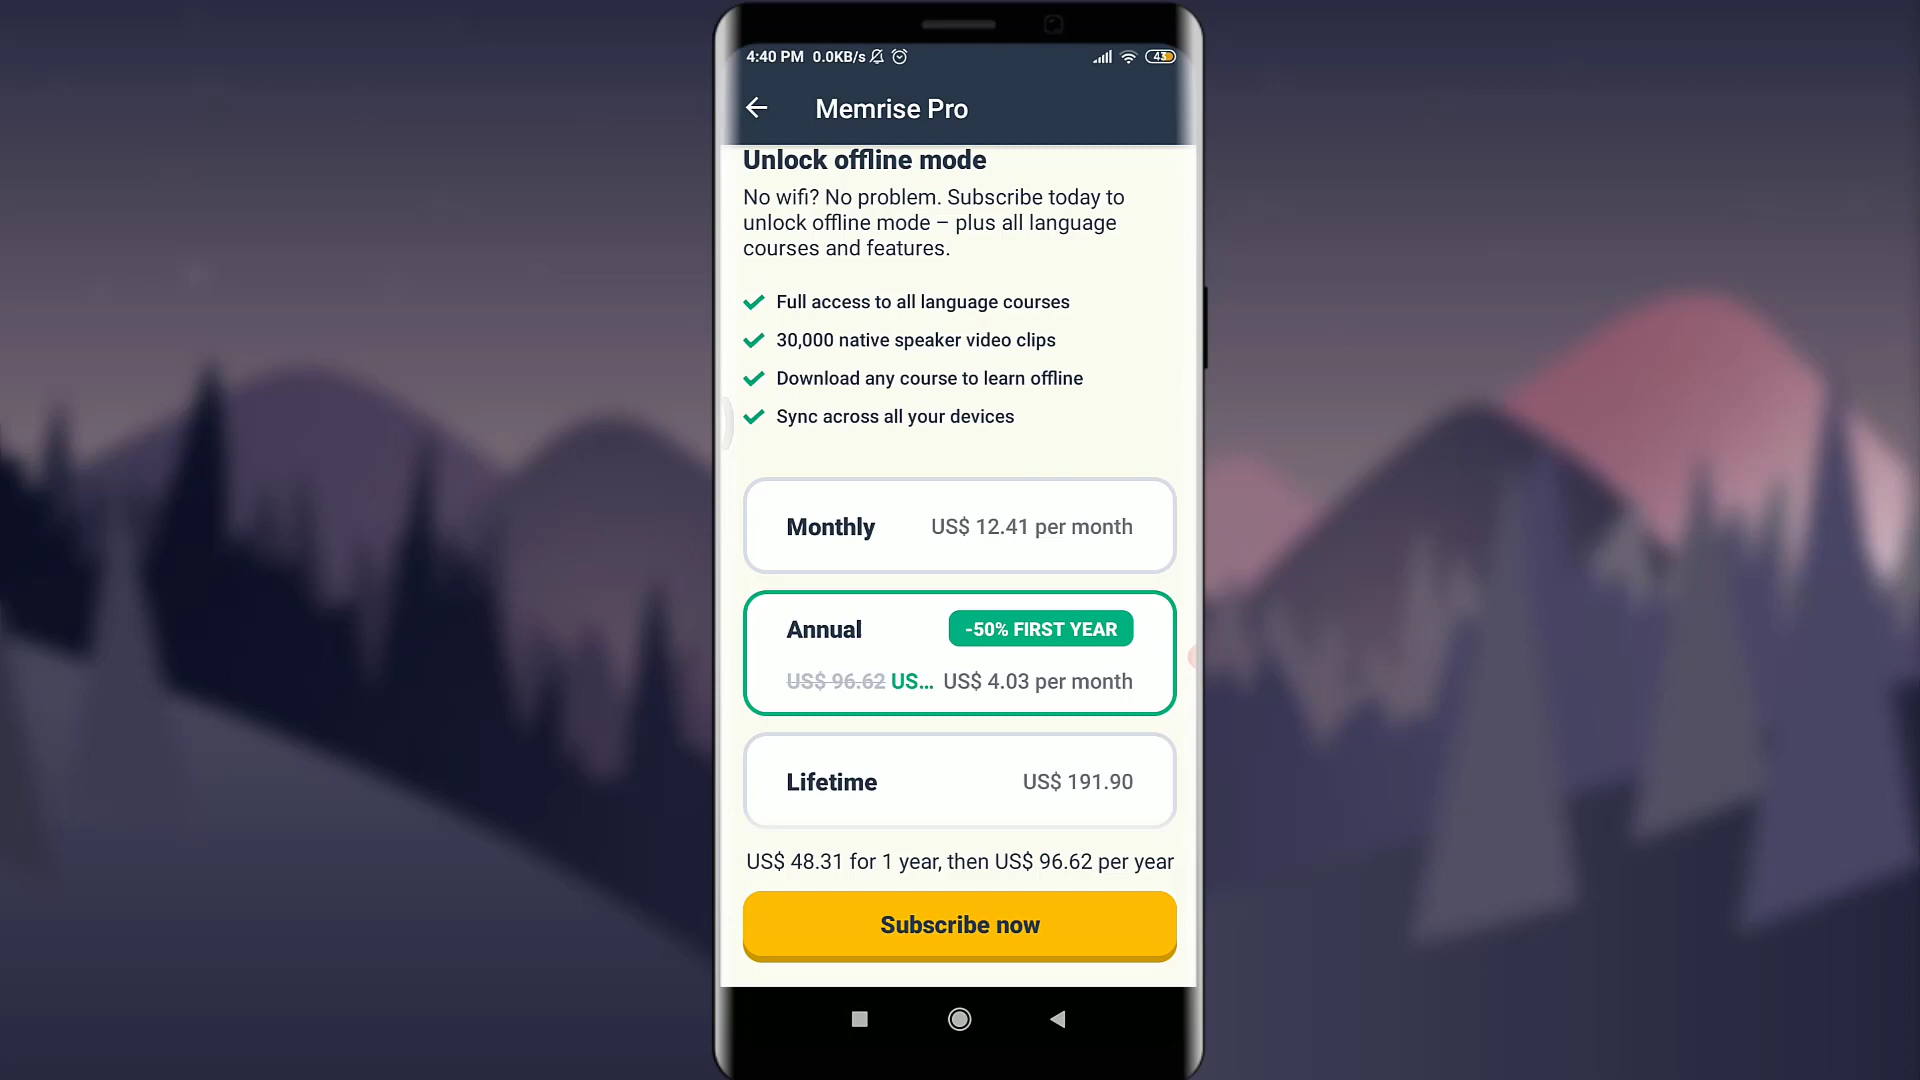 4:40 PM 0.0KB/s 43
Memrise Pro
Unlock offline mode
No wifi? No problem. Subscribe today to
unlock offline mode – plus all language
courses and features.
Full access to all language courses
30,000 native speaker video clips
Download any course to learn offline
Sync across all your devices
Monthly US$ 12.41 per month
Annual -50% FIRST YEAR
US$ 96.62 US... US$ 4.03 per month
Lifetime US$ 191.90
US$ 48.31 for 1 year, then US$ 96.62 per year
Subscribe now